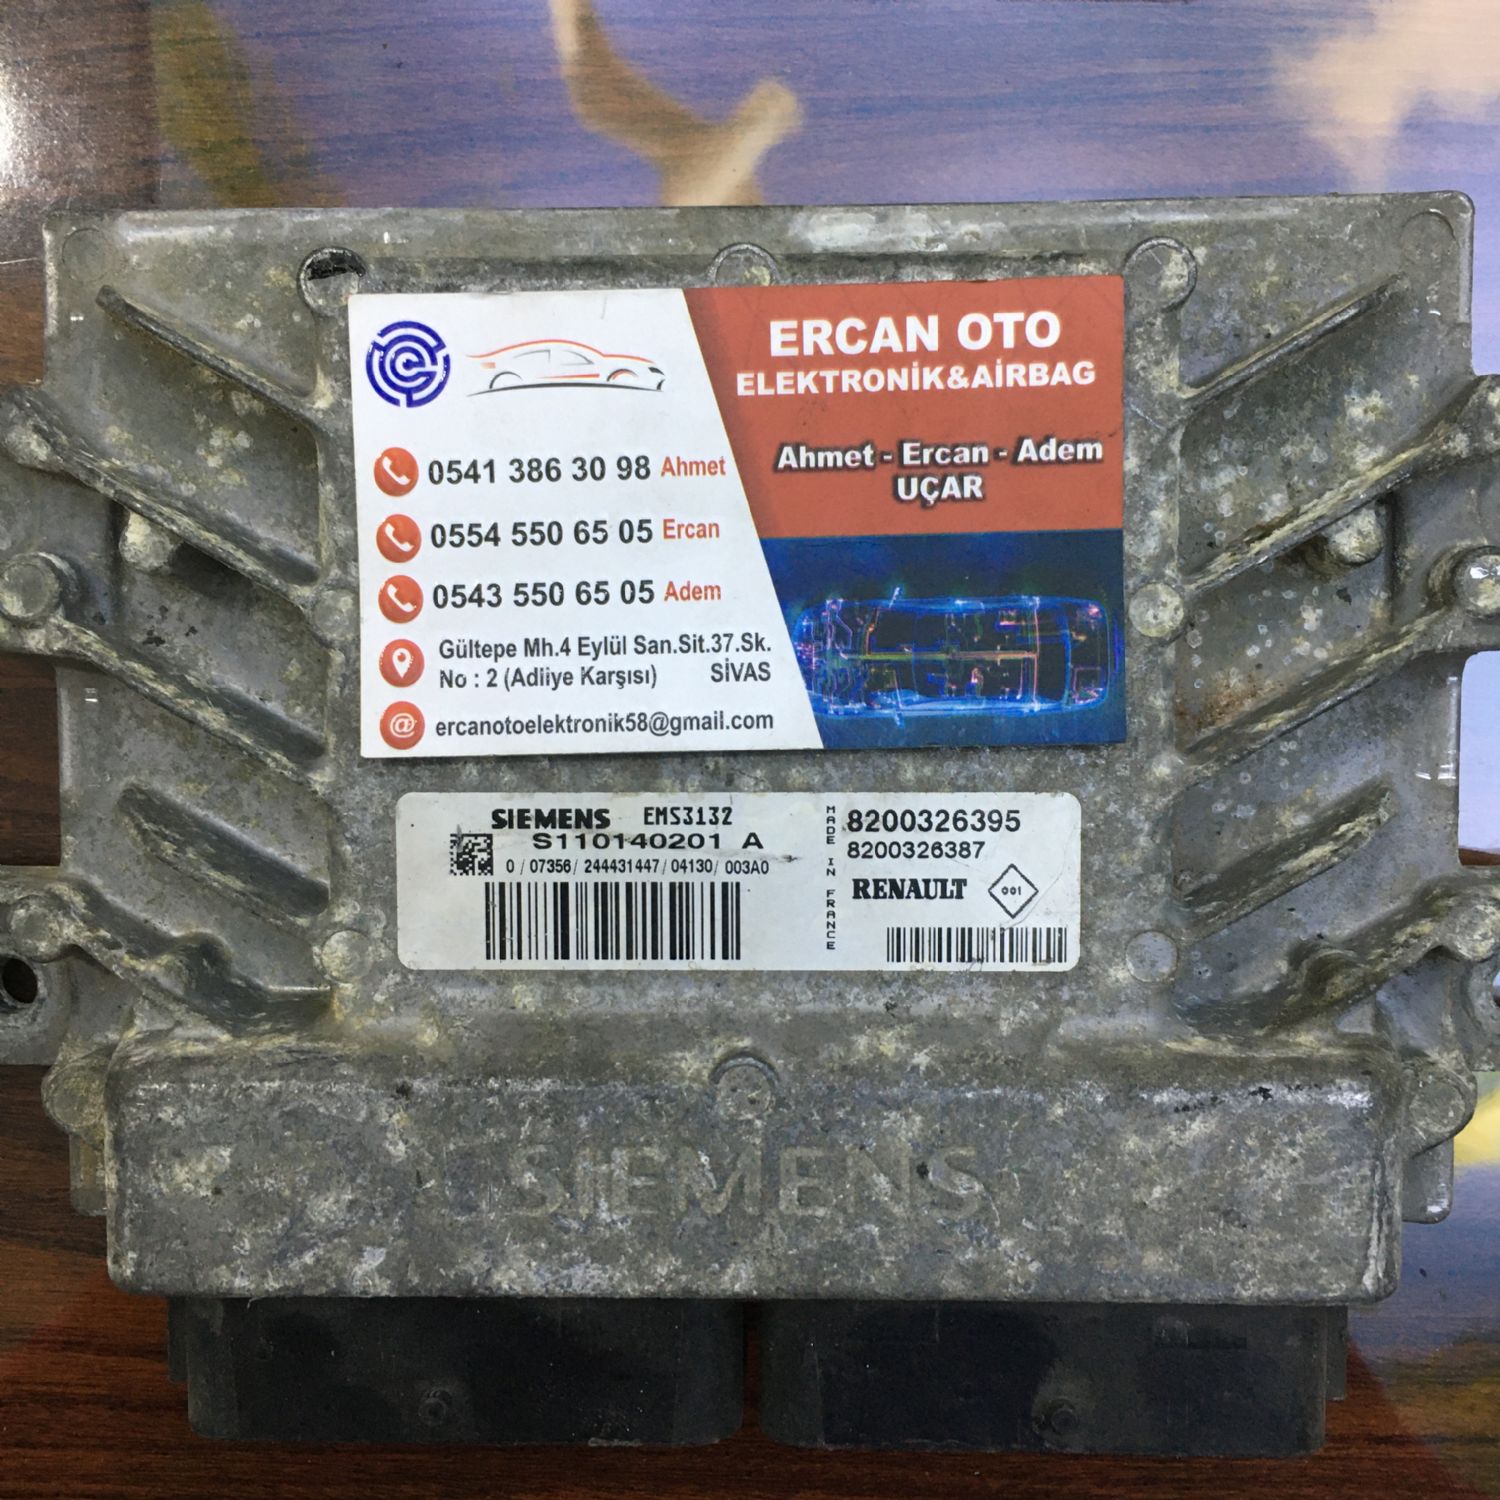 ERCAN OTO
ELEKTRONİK&AİRBAG
Ahmet - Ercan - Adem
UÇAR
0541 386 30 98 Ahmet
0554 550 65 05 Ercan
0543 550 65 05 Adem
Gültepe Mh.4 Eylül San.Sit.37.Sk.
No : 2 (Adliye Karşısı) SİVAS
@ ercanotoelektronik58@gmail.com
SIEMENS EMS3132
S110140201 A
0/ 07356/ 244431447/ 04130/ 003A0
MADE IN FRANCE
8200326395
8200326387
RENAULT 001
SIEMENS